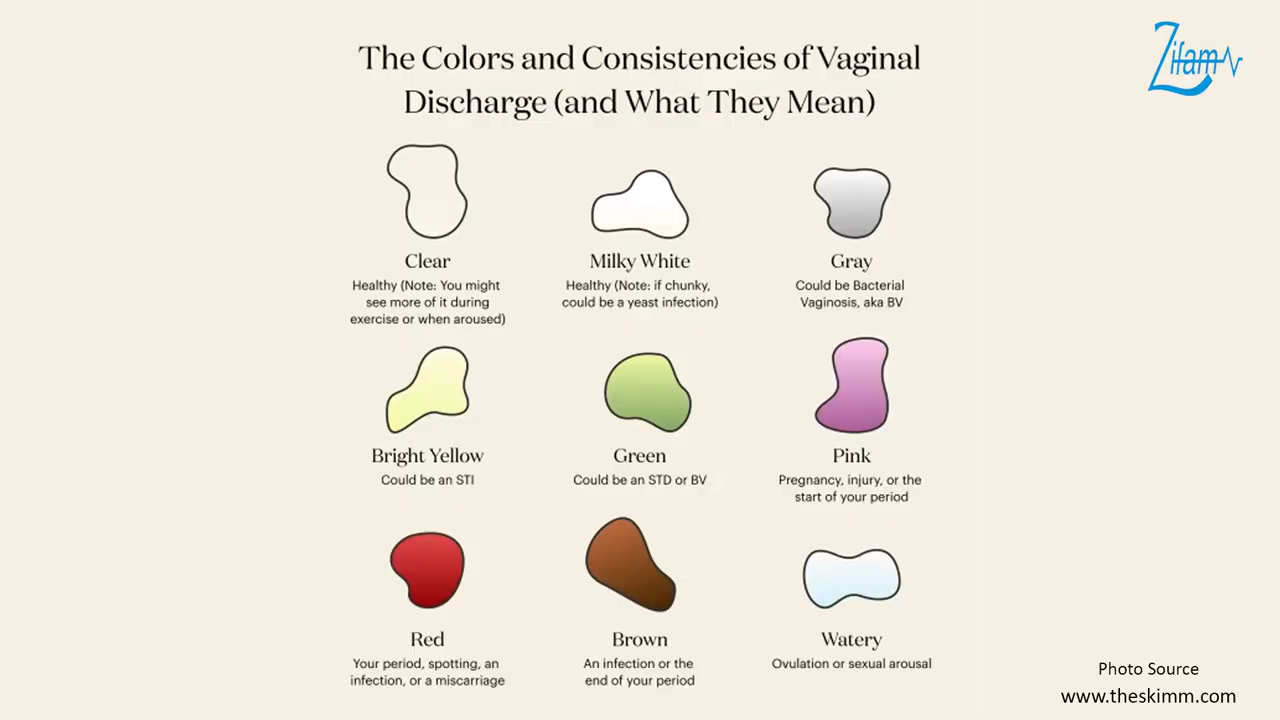 The Colors and Consistencies of Vaginal
Discharge (and What They Mean)
Zifam
Clear
Healthy (Note: You might
see more of it during
exercise or when aroused)
Milky White
Healthy (Note: if chunky,
could be a yeast infection)
Gray
Could be Bacterial
Vaginosis, aka BV
Bright Yellow
Could be an STI
Green
Could be an STD or BV
Pink
Pregnancy, injury, or the
start of your period
Red
Your period, spotting, an
infection, or a miscarriage
Brown
An infection or the
end of your period
Watery
Ovulation or sexual arousal
Photo Source
www.theskimm.com